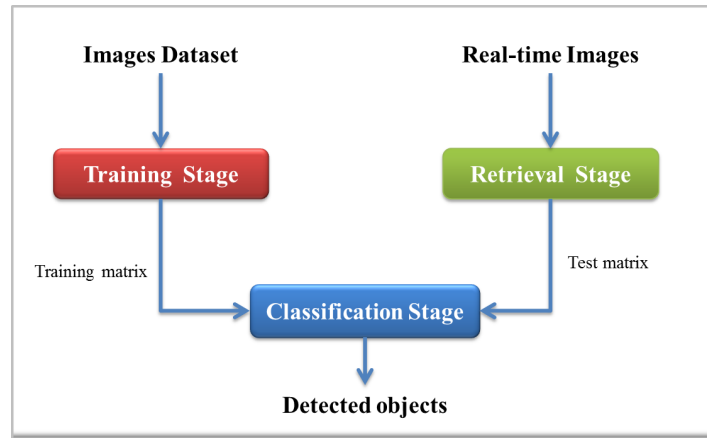 Images Dataset
Real-time Images
Training Stage
Retrieval Stage
Training matrix
Test matrix
Classification Stage
Detected objects